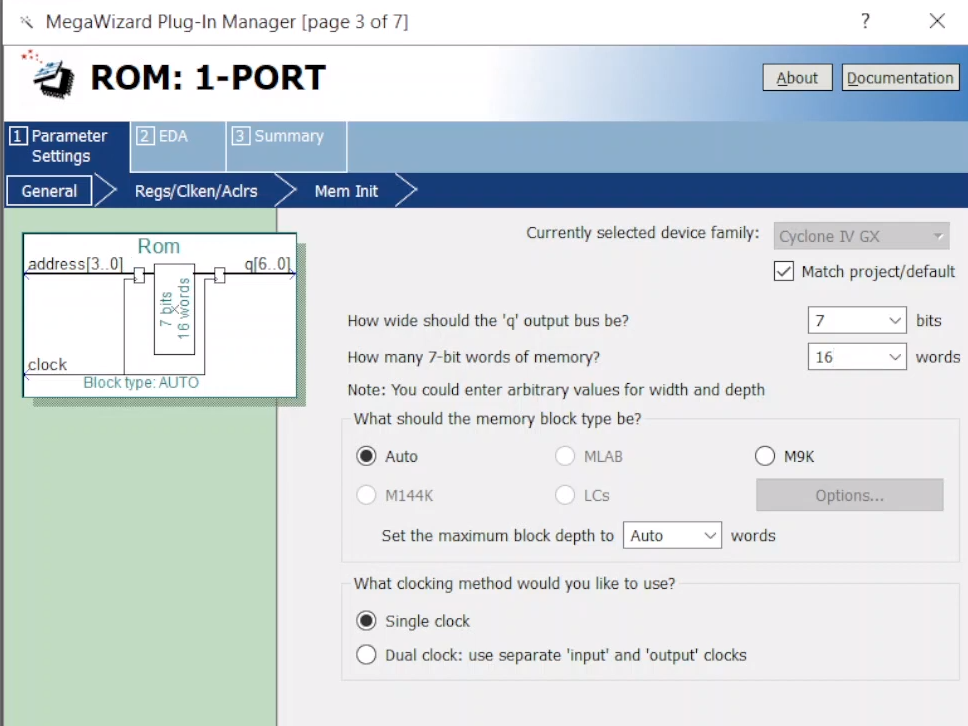 MegaWizard Plug-In Manager [page 3 of 7]
?
ROM: 1-PORT
About
Documentation
1 Parameter
Settings
2 EDA
3 Summary
General
Regs/Clken/Aclrs
Mem Init
Rom
address[3..0]
q[6..0]
7 bits
16 words
clock
Block type: AUTO
Currently selected device family:
Cyclone IV GX
Match project/default
How wide should the 'q' output bus be?
7
bits
How many 7-bit words of memory?
16
words
Note: You could enter arbitrary values for width and depth
What should the memory block type be?
Auto
MLAB
M9K
M144K
LCs
Options...
Set the maximum block depth to
Auto
words
What clocking method would you like to use?
Single clock
Dual clock: use separate 'input' and 'output' clocks